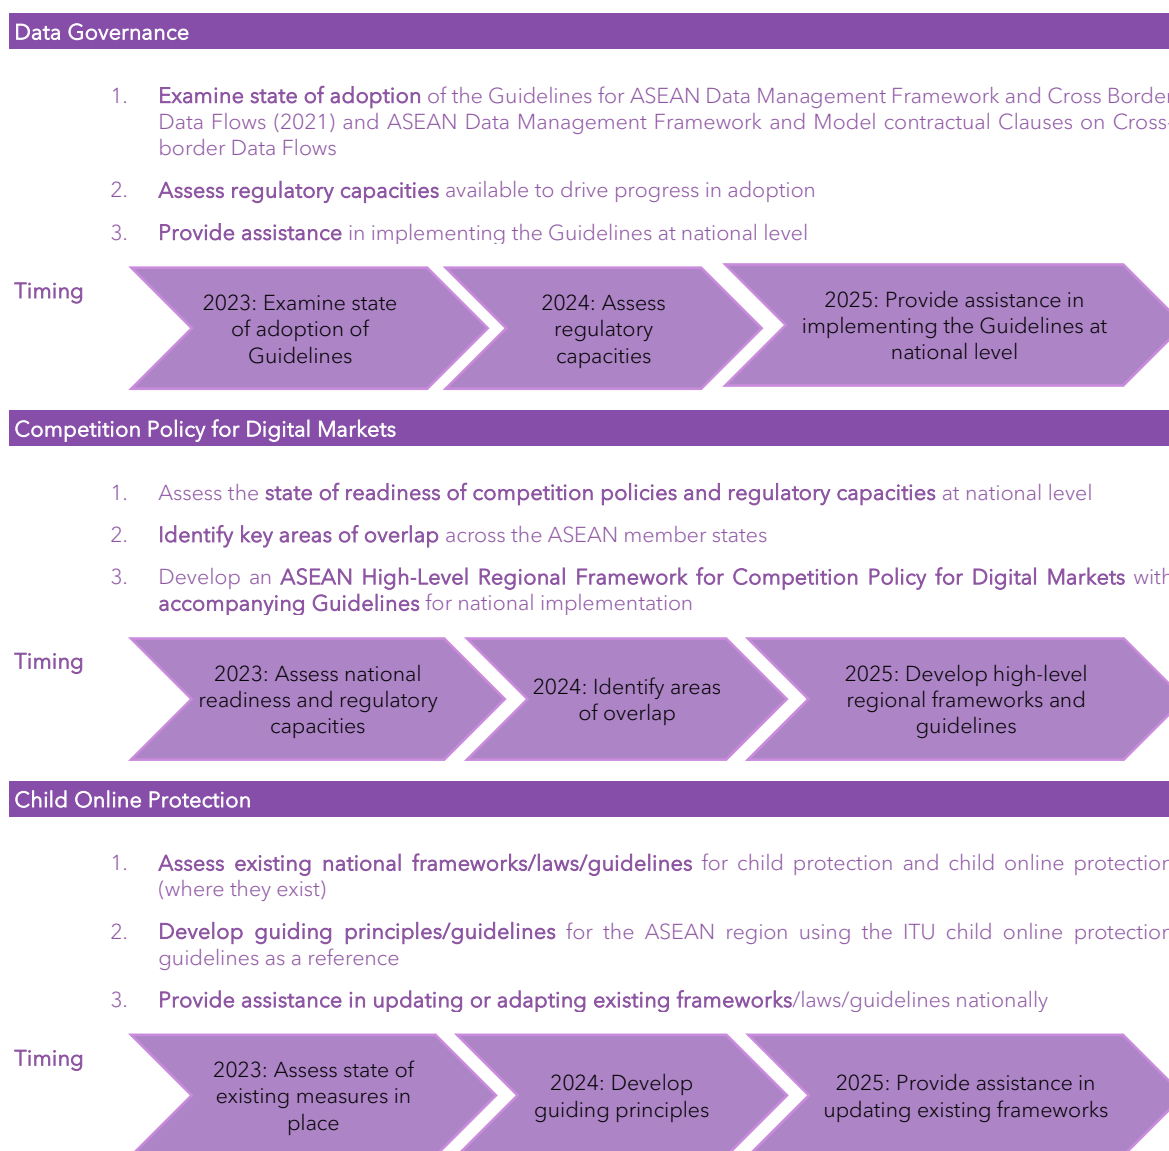 Data Governance
1. Examine state of adoption of the Guidelines for ASEAN Data Management Framework and Cross Border
Data Flows (2021) and ASEAN Data Management Framework and Model contractual Clauses on Cross-
border Data Flows
2. Assess regulatory capacities available to drive progress in adoption
3. Provide assistance in implementing the Guidelines at national level
Timing
2023: Examine state
of adoption of
Guidelines
2024: Assess
regulatory
capacities
2025: Provide assistance in
implementing the Guidelines at
national level
Competition Policy for Digital Markets
1. Assess the state of readiness of competition policies and regulatory capacities at national level
2. Identify key areas of overlap across the ASEAN member states
3. Develop an ASEAN High-Level Regional Framework for Competition Policy for Digital Markets with
accompanying Guidelines for national implementation
Timing
2023: Assess national
readiness and regulatory
capacities
2024: Identify areas
of overlap
2025: Develop high-level
regional frameworks and
guidelines
Child Online Protection
1. Assess existing national frameworks/laws/guidelines for child protection and child online protection
(where they exist)
2. Develop guiding principles/guidelines for the ASEAN region using the ITU child online protection
guidelines as a reference
3. Provide assistance in updating or adapting existing frameworks/laws/guidelines nationally
Timing
2023: Assess state of
existing measures in
place
2024: Develop
guiding principles
2025: Provide assistance in
updating existing frameworks